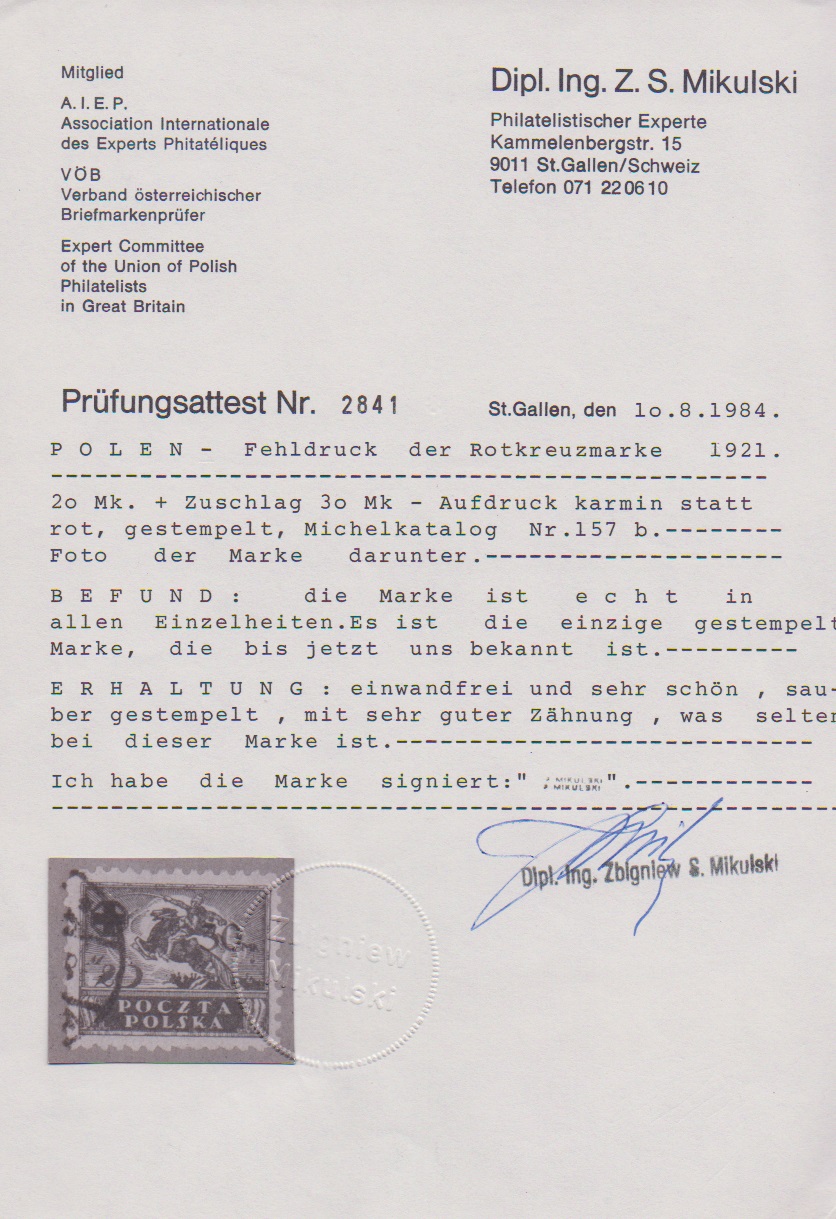 Mitglied
A.I.E.P.
Association Internationale
des Experts Philatéliques
VÖB
Verband österreichischer
Briefmarkenprüfer
Expert Committee
of the Union of Polish
Philatelists
in Great Britain
Dipl. Ing. Z. S. Mikulski
Philatelistischer Experte
Kammelenbergstr. 15
9011 St.Gallen/Schweiz
Telefon 071 220610
Prüfungsattest Nr. 2841
St.Gallen, den 1o.8.1984.
P O L E N - Fehldruck der Rotkreuzmarke 1921.
------------------------------------------------
2o Mk. + Zuschlag 3o Mk - Aufdruck karmin statt
rot, gestempelt, Michelkatalog Nr.157 b.--------
Foto der Marke darunter.--------------------
B E F U N D : die Marke ist e c h t in
allen Einzelheiten.Es ist die einzige gestempelt
Marke, die bis jetzt uns bekannt ist.---------
E R H A L T U N G : einwandfrei und sehr schön , sau-
ber gestempelt , mit sehr guter Zähnung , was selten
bei dieser Marke ist.----------------------------
Ich habe die Marke signiert:" Z MIKULSKI ".------------
-----------------------------------------------------
Dipl. Ing. Zbigniew S. Mikulski
Zbigniew
Mikulski
POCZTA
POLSKA